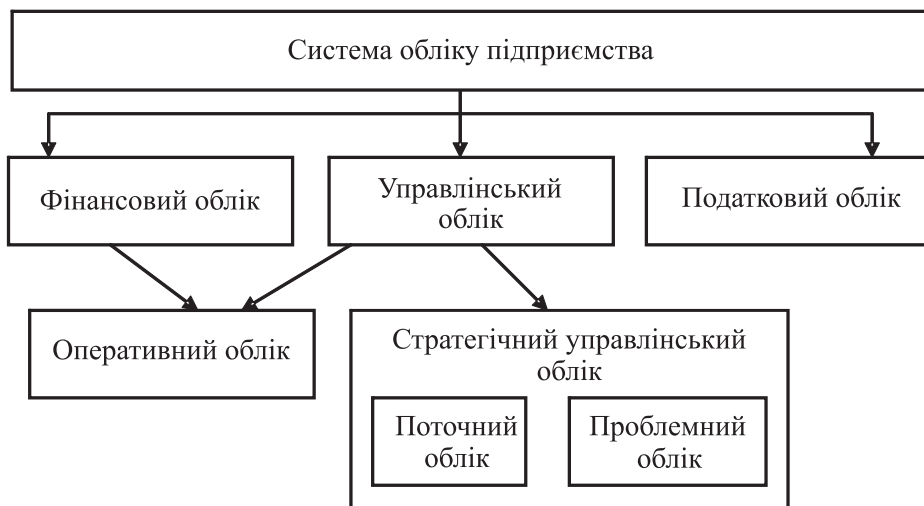 Система обліку підприємства
Фінансовий облік
Управлінський
облік
Податковий облік
Оперативний облік
Стратегічний управлінський
облік
Поточний
облік
Проблемний
облік